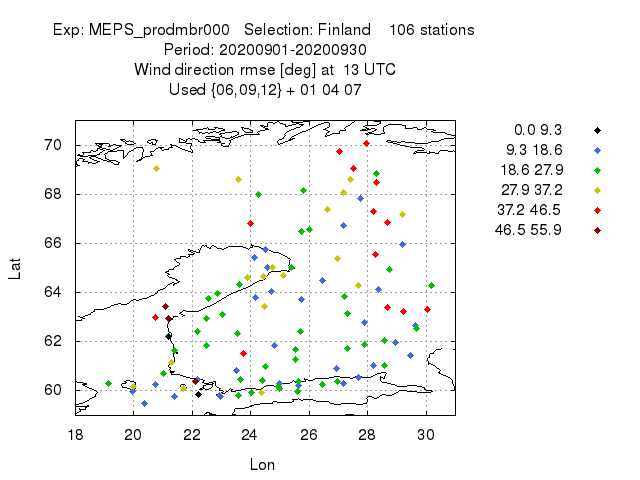 Exp: MEPS_prodmbr000 Selection: Finland 106 stations
Period: 20200901-20200930
Wind direction rmse [deg] at 13 UTC
Used {06,09,12} + 01 04 07
0.0 9.3
9.3 18.6
18.6 27.9
27.9 37.2
37.2 46.5
46.5 55.9
70
68
66
64
62
60
Lat
18 20 22 24 26 28 30
Lon